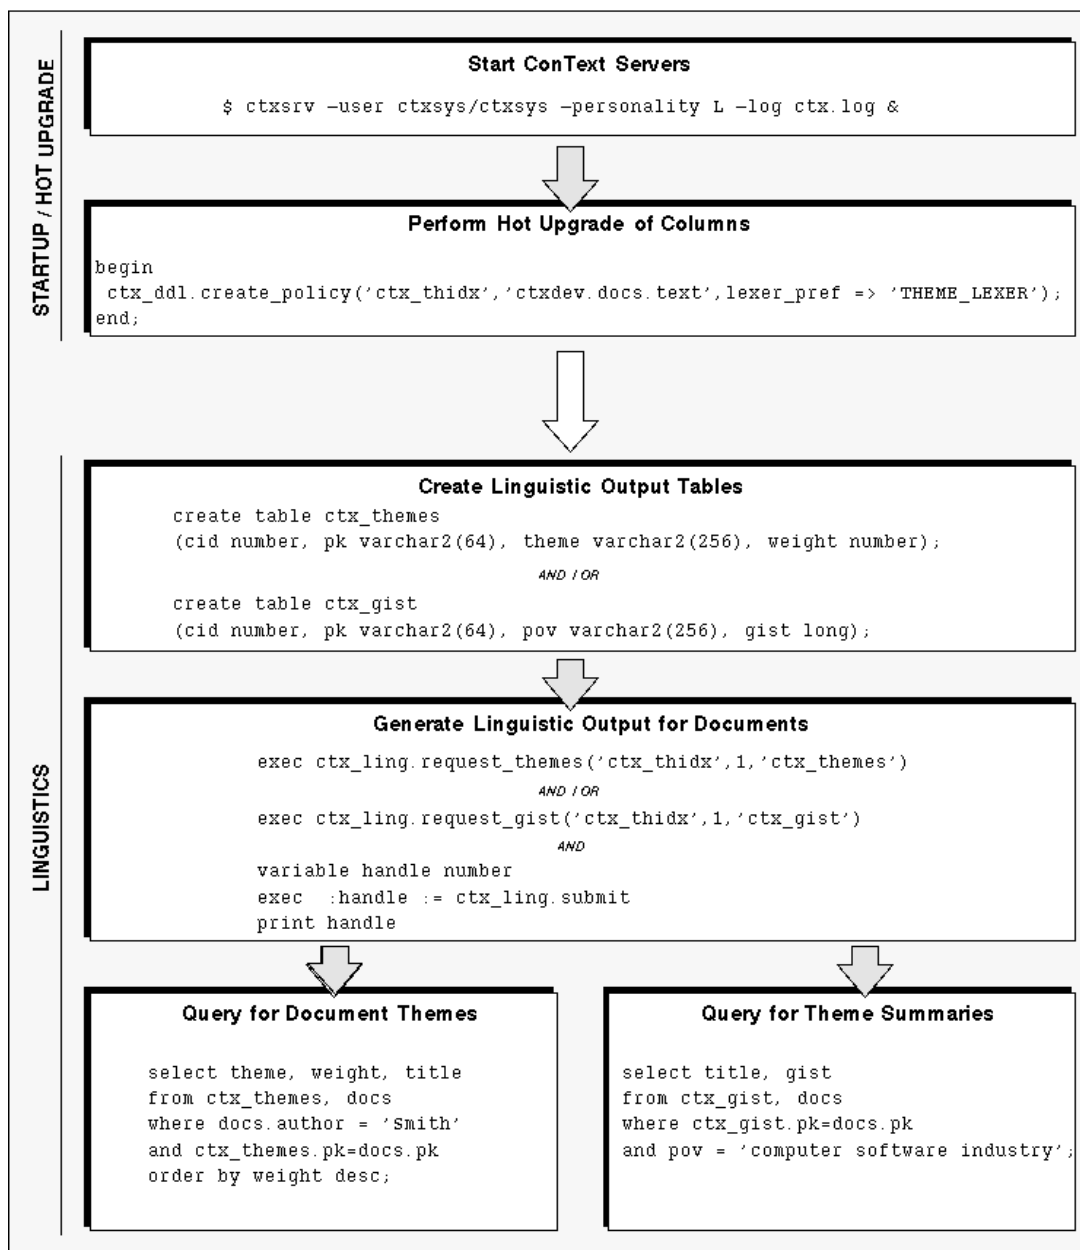 STARTUP / HOT UPGRADE
Start ConText Servers
$ ctxsrv –user ctxsys/ctxsys –personality L –log ctx.log &
Perform Hot Upgrade of Columns
begin
ctx_ddl.create_policy('ctx_thidx','ctxdev.docs.text',lexer_pref => 'THEME_LEXER');
end;
LINGUISTICS
Create Linguistic Output Tables
create table ctx_themes
(cid number, pk varchar2(64), theme varchar2(256), weight number);
AND / OR
create table ctx_gist
(cid number, pk varchar2(64), pov varchar2(256), gist long);
Generate Linguistic Output for Documents
exec ctx_ling.request_themes('ctx_thidx',1,'ctx_themes')
AND / OR
exec ctx_ling.request_gist('ctx_thidx',1,'ctx_gist')
AND
variable handle number
exec  :handle := ctx_ling.submit
print handle
Query for Document Themes
select theme, weight, title
from ctx_themes, docs
where docs.author = 'Smith'
and ctx_themes.pk=docs.pk
order by weight desc;
Query for Theme Summaries
select title, gist
from ctx_gist, docs
where ctx_gist.pk=docs.pk
and pov = 'computer software industry';